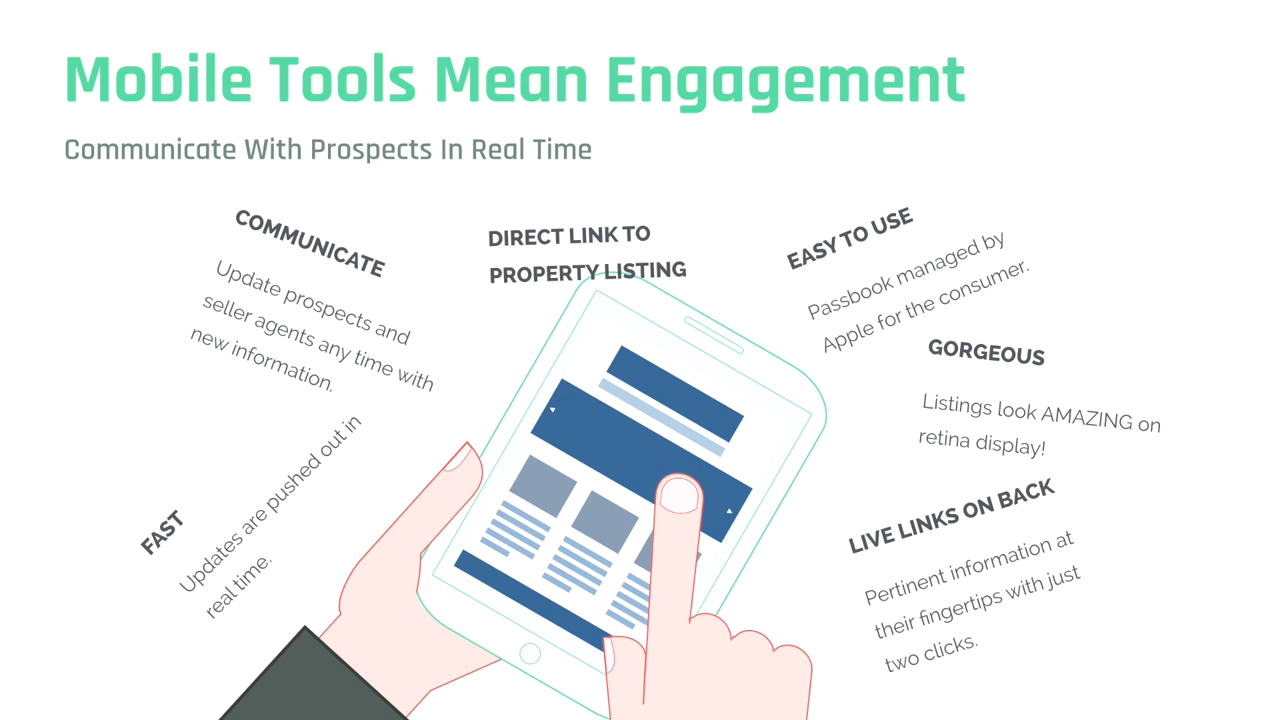 Mobile Tools Mean Engagement
Communicate With Prospects In Real Time
COMMUNICATE
Update prospects and
seller agents any time with
new information.
DIRECT LINK TO
PROPERTY LISTING
EASY TO USE
Passbook managed by
Apple for the consumer.
GORGEOUS
Listings look AMAZING on
retina display!
FAST
Updates are pushed out in
real time.
LIVE LINKS ON BACK
Pertinent information at
their fingertips with just
two clicks.